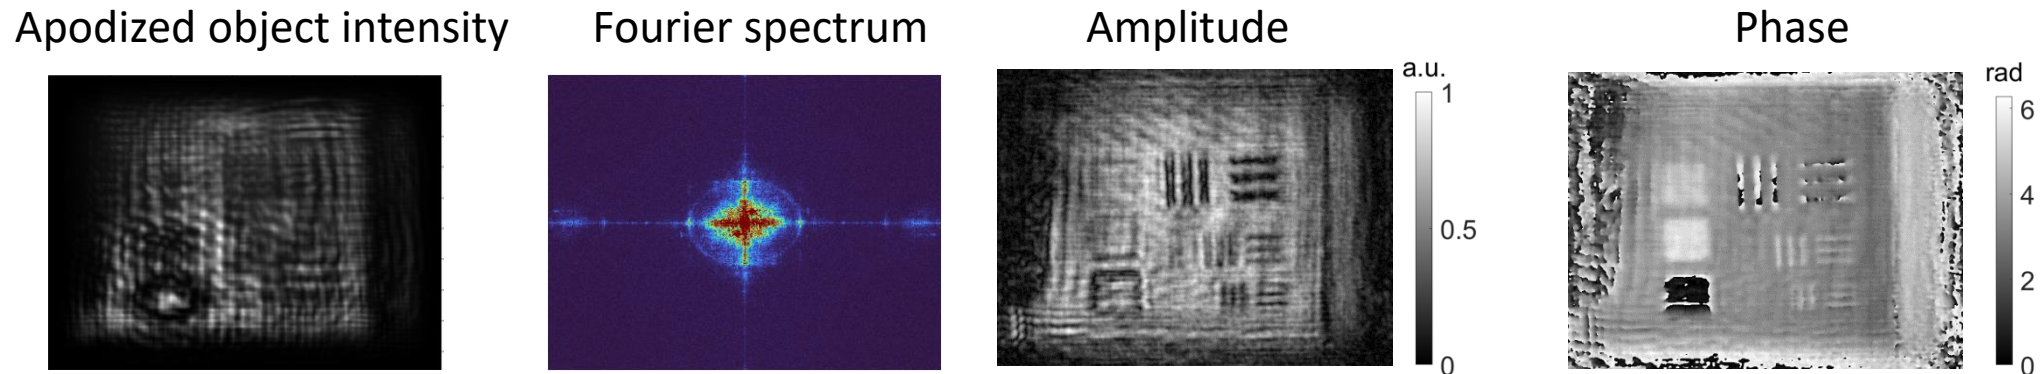 Apodized object intensity
Fourier spectrum
Amplitude
Phase
a.u.
1
0.5
0
rad
6
4
2
0